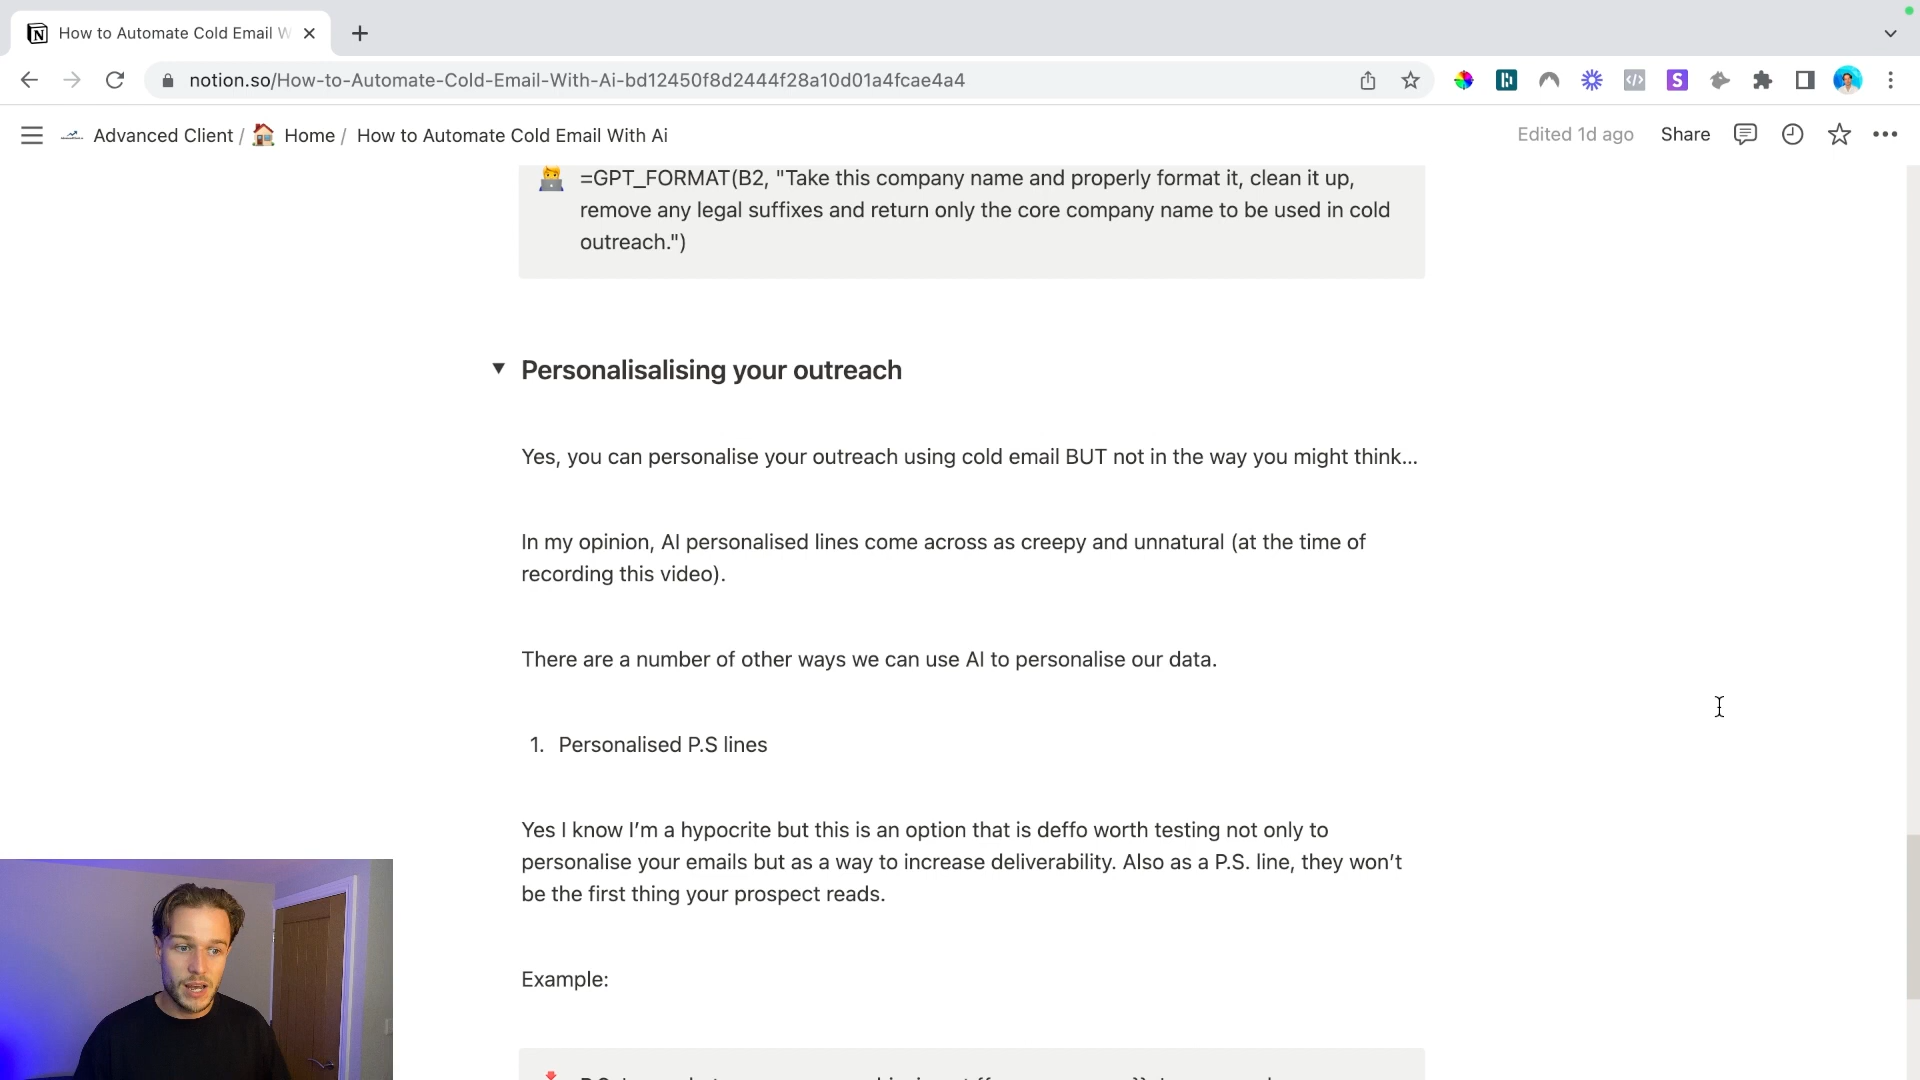 How to Automate Cold Email W
notion.so/How-to-Automate-Cold-Email-With-Ai-bd12450f8d2444f28a10d01a4fcae4a4
Advanced Client / Home / How to Automate Cold Email With Ai
Edited 1d ago Share
=GPT_FORMAT(B2, "Take this company name and properly format it, clean it up,
remove any legal suffixes and return only the core company name to be used in cold
outreach.")
Personalisalising your outreach
Yes, you can personalise your outreach using cold email BUT not in the way you might think...
In my opinion, AI personalised lines come across as creepy and unnatural (at the time of
recording this video).
There are a number of other ways we can use AI to personalise our data.
1. Personalised P.S lines
Yes I know I’m a hypocrite but this is an option that is deffo worth testing not only to
personalise your emails but as a way to increase deliverability. Also as a P.S. line, they won’t
be the first thing your prospect reads.
Example: